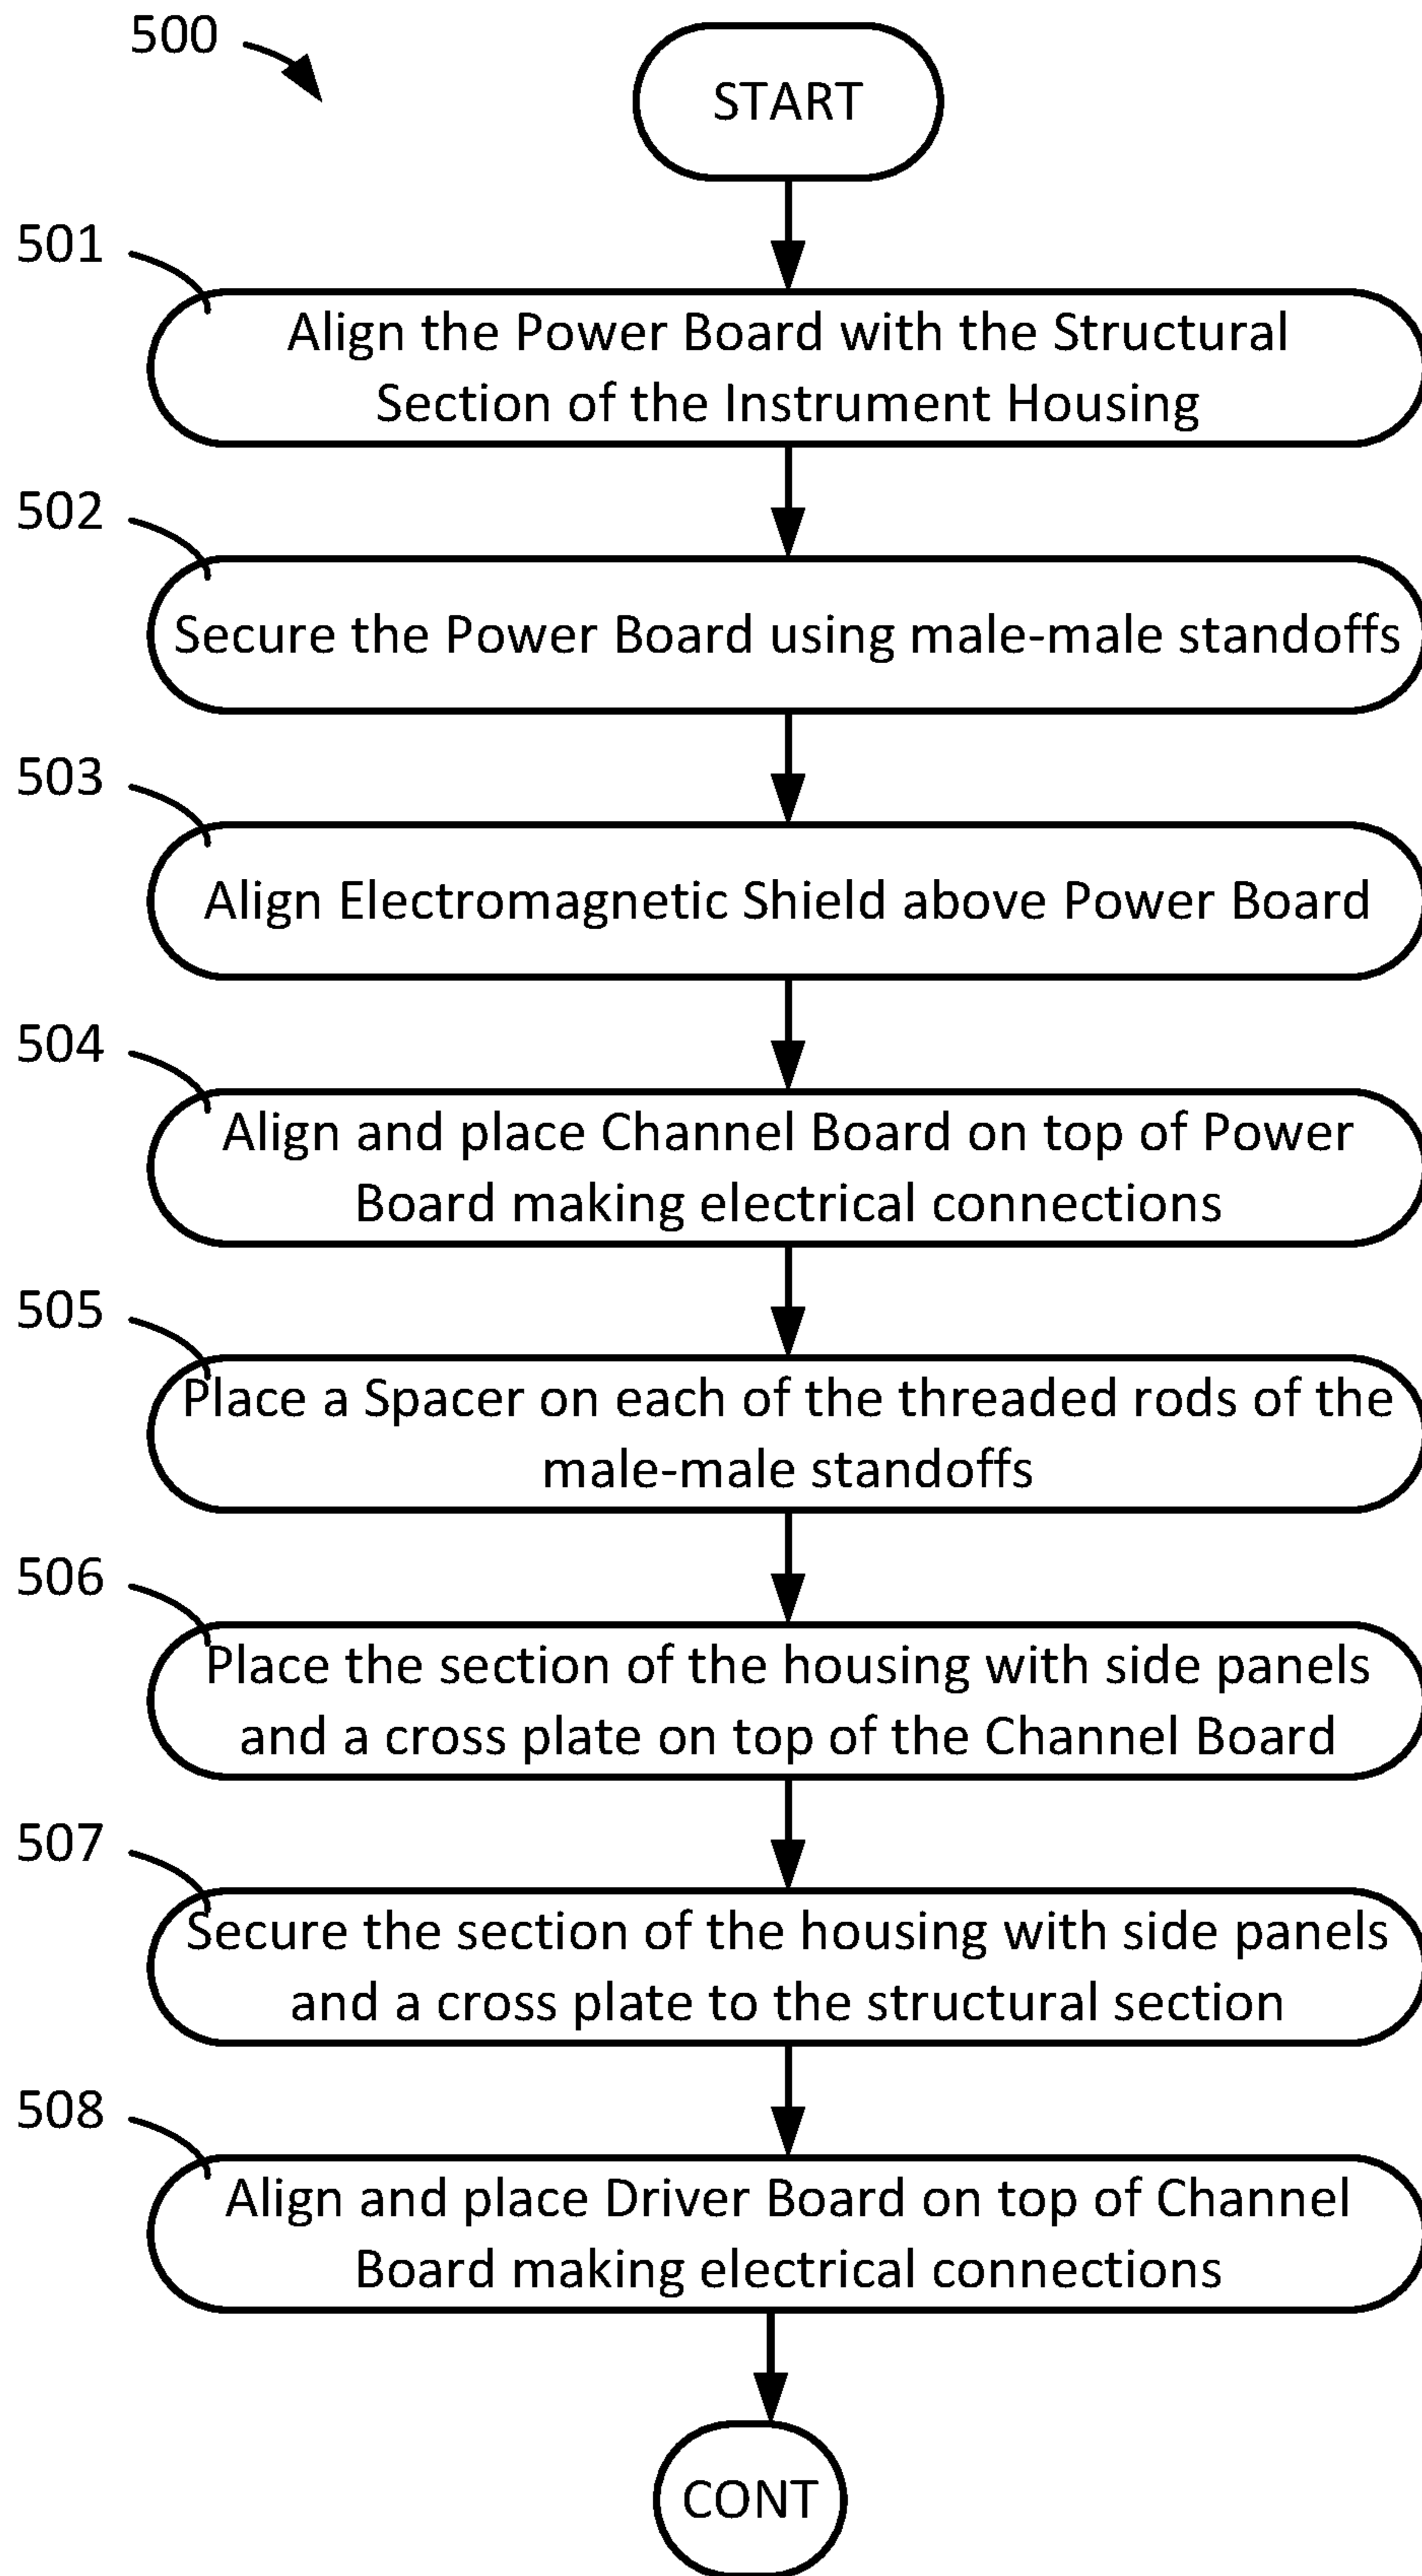 500
START
501
Align the Power Board with the Structural
Section of the Instrument Housing
502
Secure the Power Board using male-male standoffs
503
Align Electromagnetic Shield above Power Board
504
Align and place Channel Board on top of Power
Board making electrical connections
505
Place a Spacer on each of the threaded rods of the
male-male standoffs
506
Place the section of the housing with side panels
and a cross plate on top of the Channel Board
507
Secure the section of the housing with side panels
and a cross plate to the structural section
508
Align and place Driver Board on top of Channel
Board making electrical connections
CONT